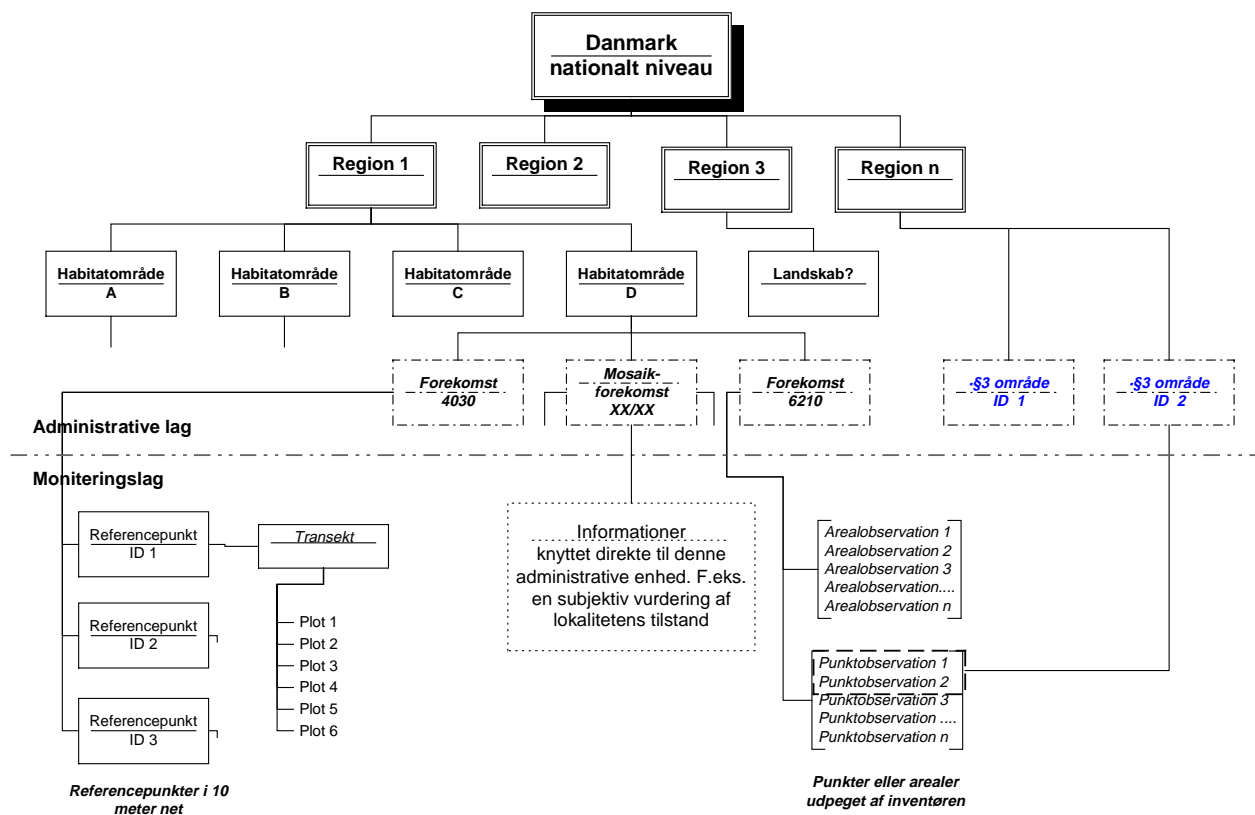 Danmark
nationalt niveau
Region 1
Region 2
Region 3
Region n
Habitatområde
A
Habitatområde
B
Habitatområde
C
Habitatområde
D
Landskab?
Forekomst
4030
Mosaik-
forekomst
XX/XX
Forekomst
6210
-§3 område
ID 1
-§3 område
ID 2
Administrative lag
Moniteringslag
Referencepunkt
ID 1
Transekt
Referencepunkt
ID 2
Referencepunkt
ID 3
Plot 1
Plot 2
Plot 3
Plot 4
Plot 5
Plot 6
Informationer
knyttet direkte til denne
administrative enhed. F.eks.
en subjektiv vurdering af
lokalitetens tilstand
Arealobservation 1
Arealobservation 2
Arealobservation 3
Arealobservation....
Arealobservation n
Punktobservation 1
Punktobservation 2
Punktobservation 3
Punktobservation ....
Punktobservation n
Referencepunkter i 10
meter net
Punkter eller arealer
udpeget af inventøren